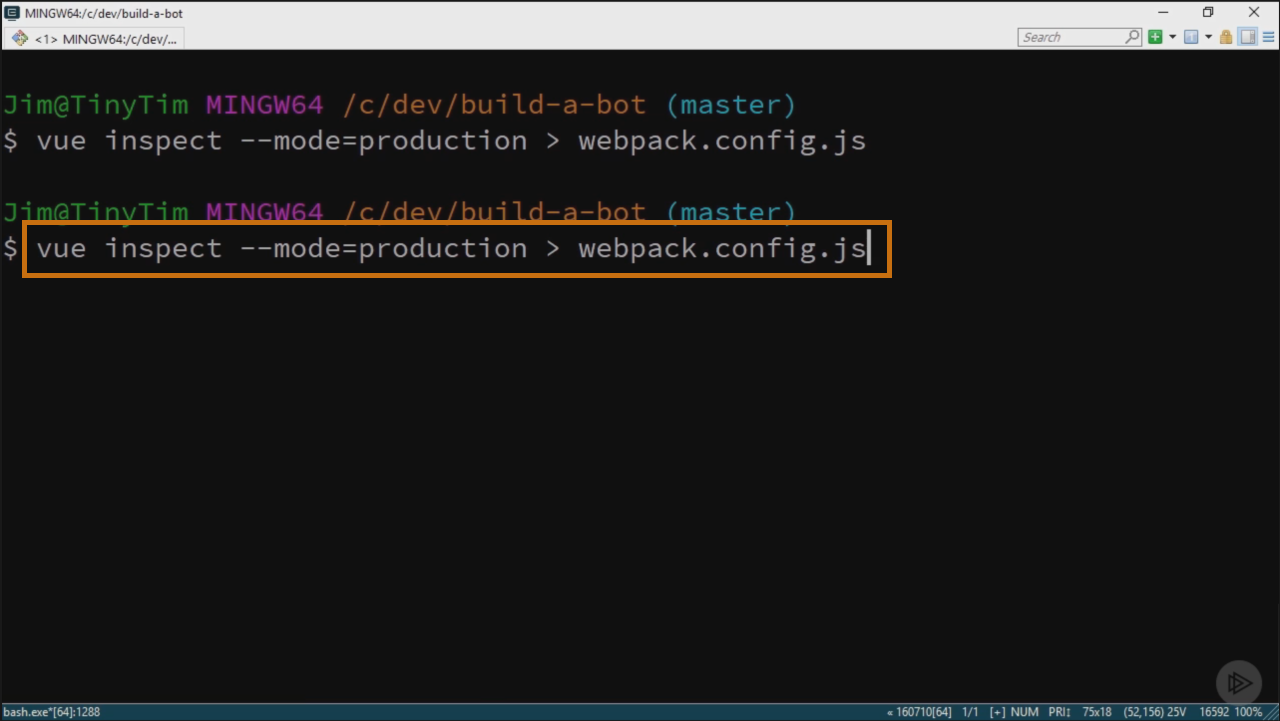 MINGW64:/c/dev/build-a-bot
<1> MINGW64:/c/dev/...
Search
Jim@TinyTim MINGW64 /c/dev/build-a-bot (master)
$ vue inspect --mode=production > webpack.config.js
Jim@TinyTim MINGW64 /c/dev/build-a-bot (master)
$ vue inspect --mode=production > webpack.config.js
bash.exe*[64]:1288
« 160710[64] 1/1 [+] NUM PRI↕ 75x18 (52,156) 25V 16592 100%